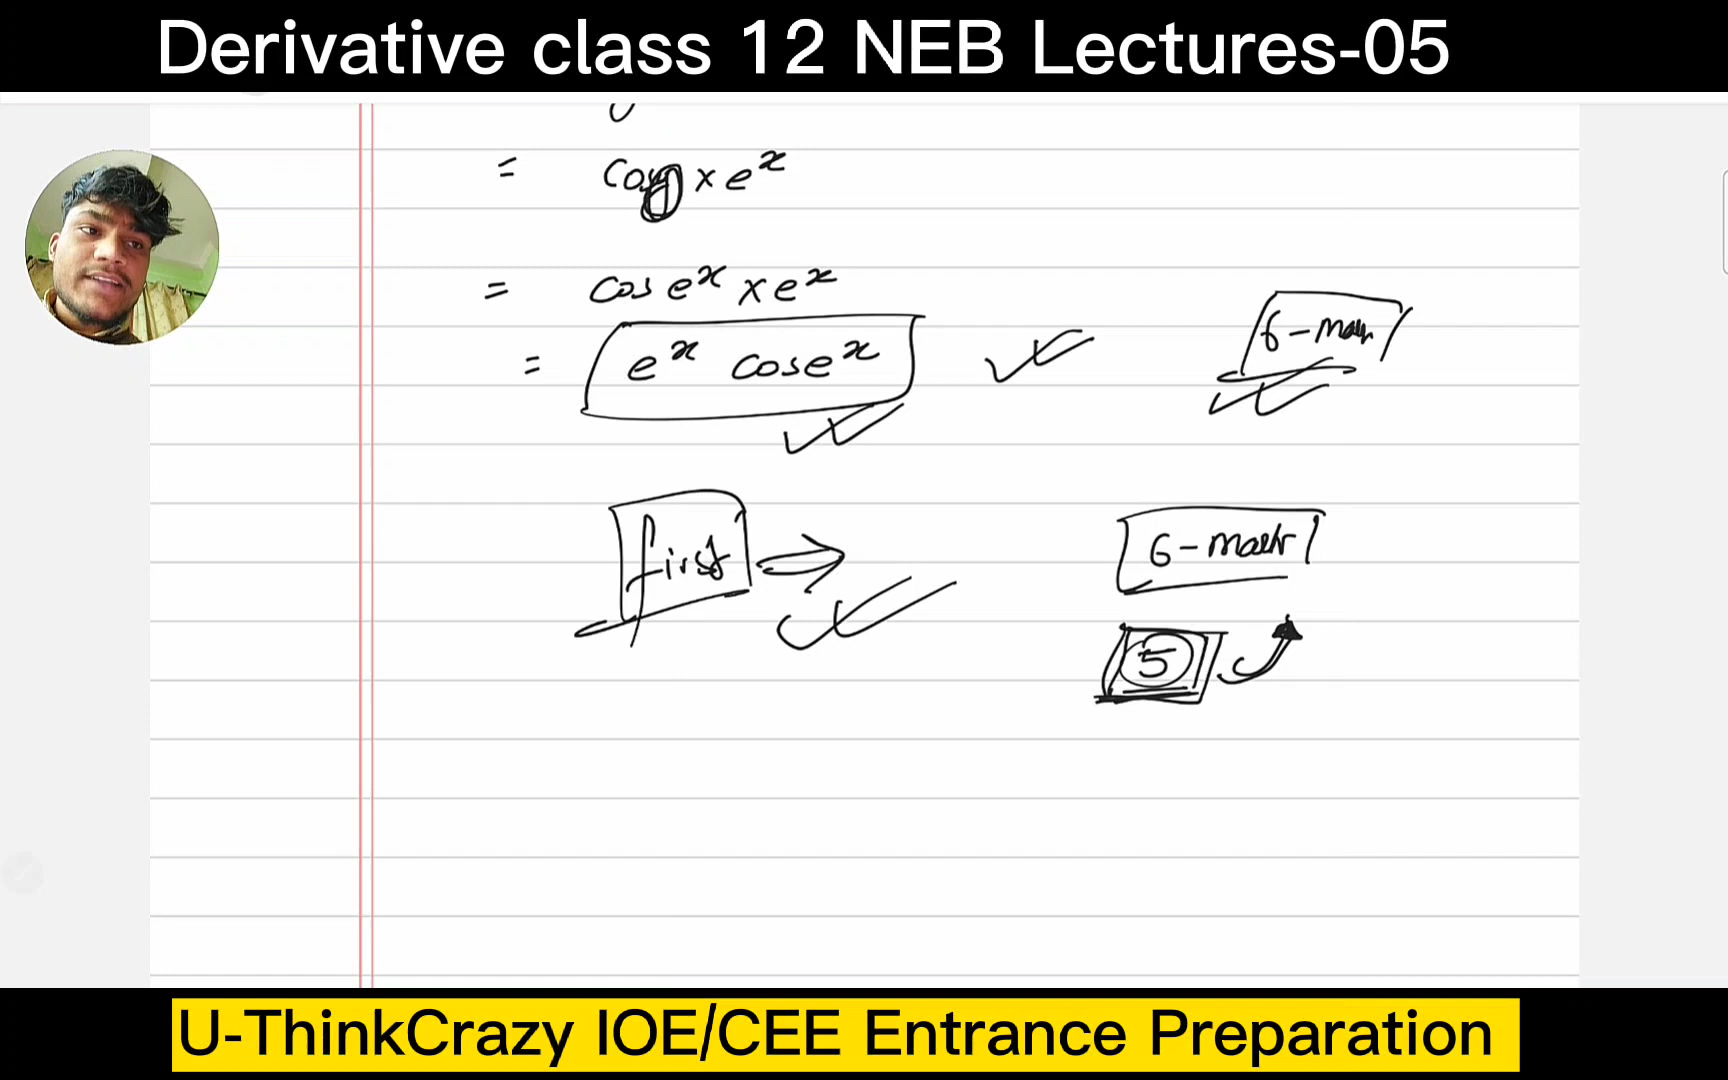 Derivative class 12 NEB Lectures-05
= cosy × e^x
= cos e^x × e^x
= e^x cos e^x
6-mark
first →
6-mark
5
U-ThinkCrazy IOE/CEE Entrance Preparation